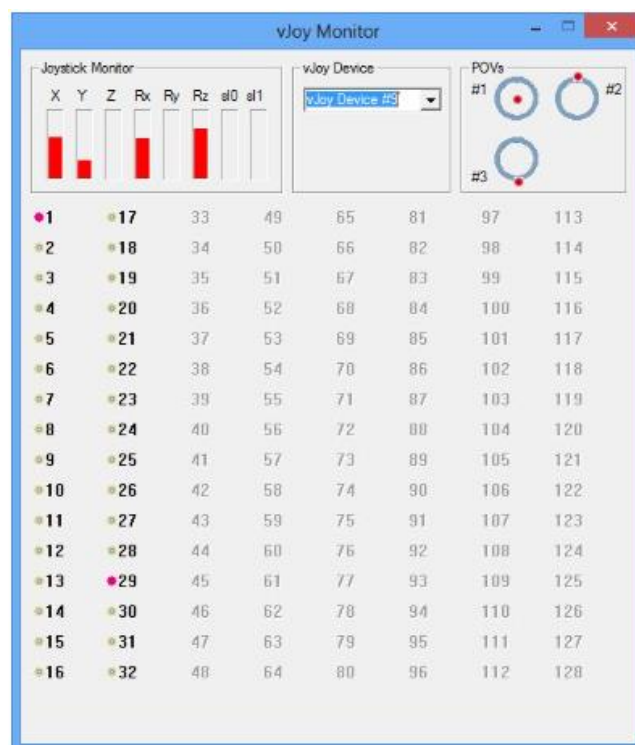 vJoy Monitor
Joystick Monitor
X Y Z Rx Ry Rz sl0 sl1
vJoy Device
vJoy Device #9
POVs
#1 #2
#3
1 17 33 49 65 81 97 113
2 18 34 50 66 82 98 114
3 19 35 51 67 83 99 115
4 20 36 52 68 84 100 116
5 21 37 53 69 85 101 117
6 22 38 54 70 86 102 118
7 23 39 55 71 87 103 119
8 24 40 56 72 88 104 120
9 25 41 57 73 89 105 121
10 26 42 58 74 90 106 122
11 27 43 59 75 91 107 123
12 28 44 60 76 92 108 124
13 29 45 61 77 93 109 125
14 30 46 62 78 94 110 126
15 31 47 63 79 95 111 127
16 32 48 64 80 96 112 128